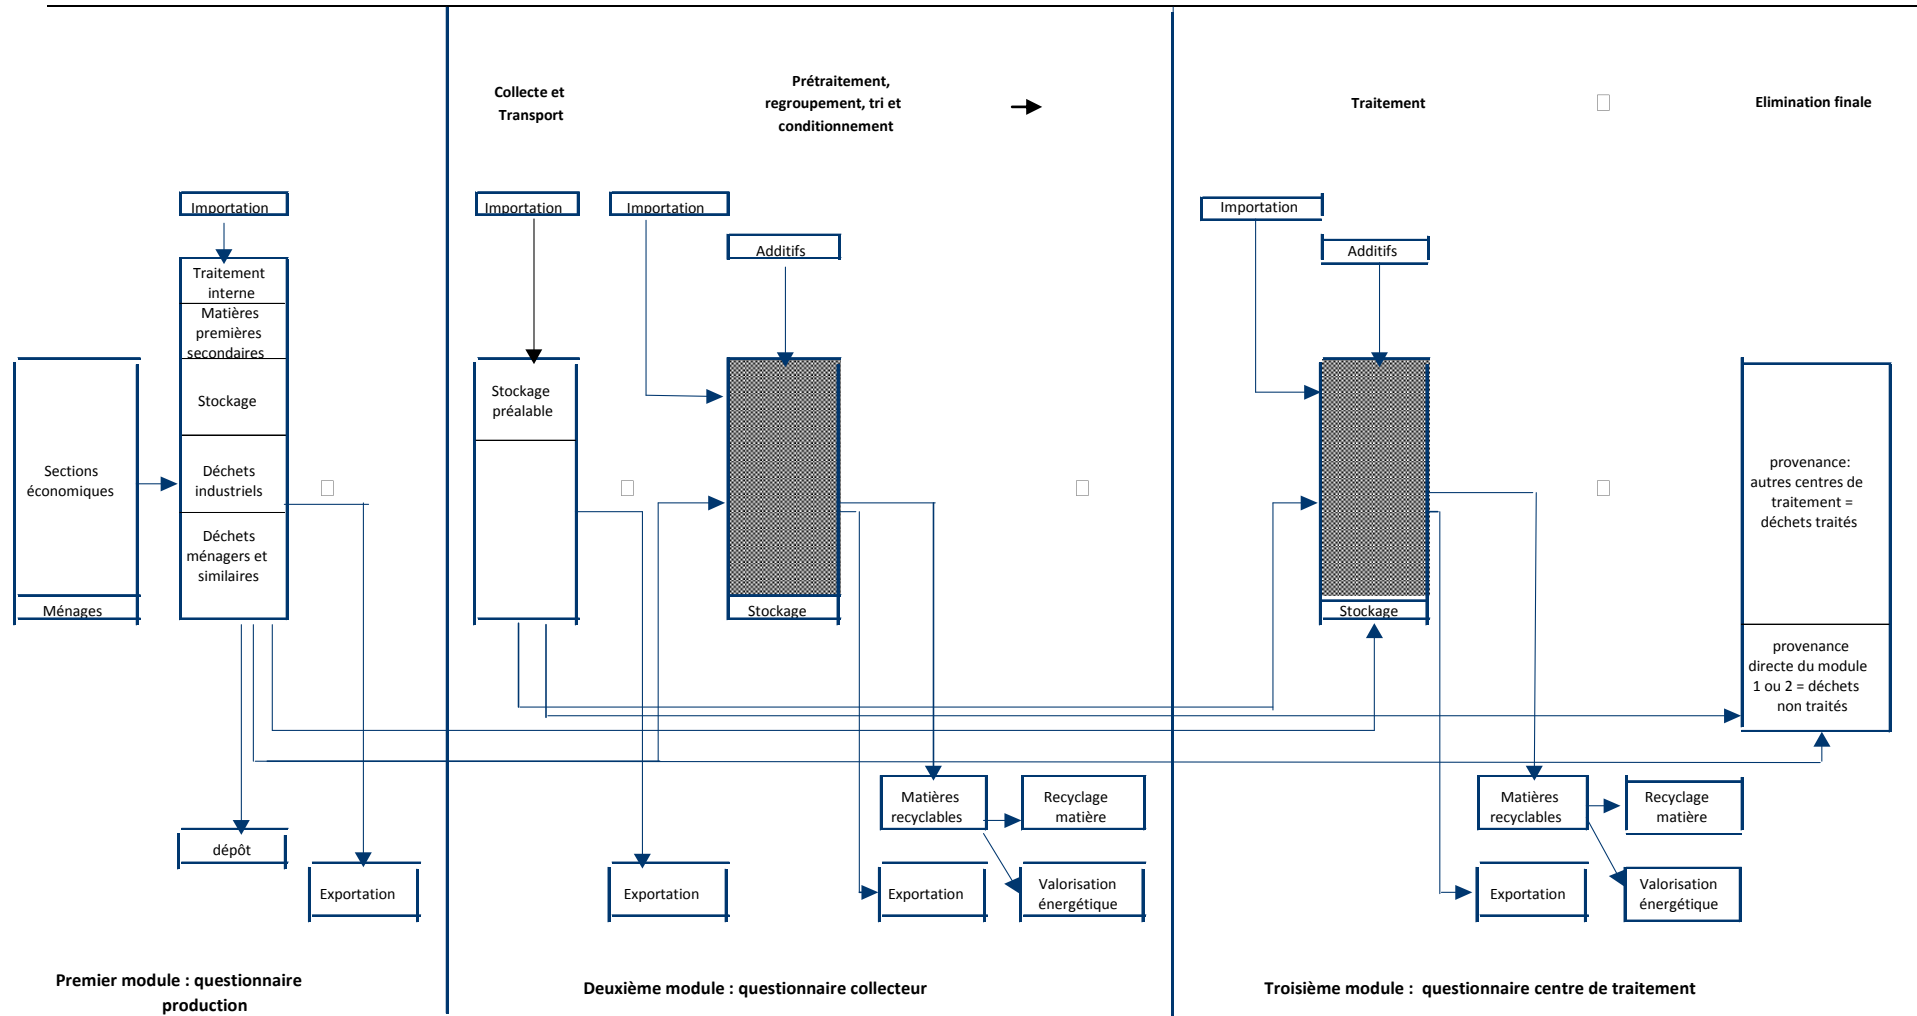 Collecte et
Transport
Prétraitement,
regroupement, tri et
conditionnement
Traitement
Elimination finale
Importation
Traitement
interne
Matières
premières
secondaires
Stockage
Déchets
industriels
Déchets
ménagers et
similaires
Sections
économiques
Ménages
dépôt
Exportation
Importation
Stockage
préalable
Importation
Additifs
Stockage
Exportation
Matières
recyclables
Recyclage
matière
Exportation
Valorisation
énergétique
Importation
Additifs
Stockage
provenance:
autres centres de
traitement =
déchets traités
provenance
directe du module
1 ou 2 = déchets
non traités
Matières
recyclables
Recyclage
matière
Exportation
Valorisation
énergétique
Premier module : questionnaire
production
Deuxième module : questionnaire collecteur
Troisième module :  questionnaire centre de traitement